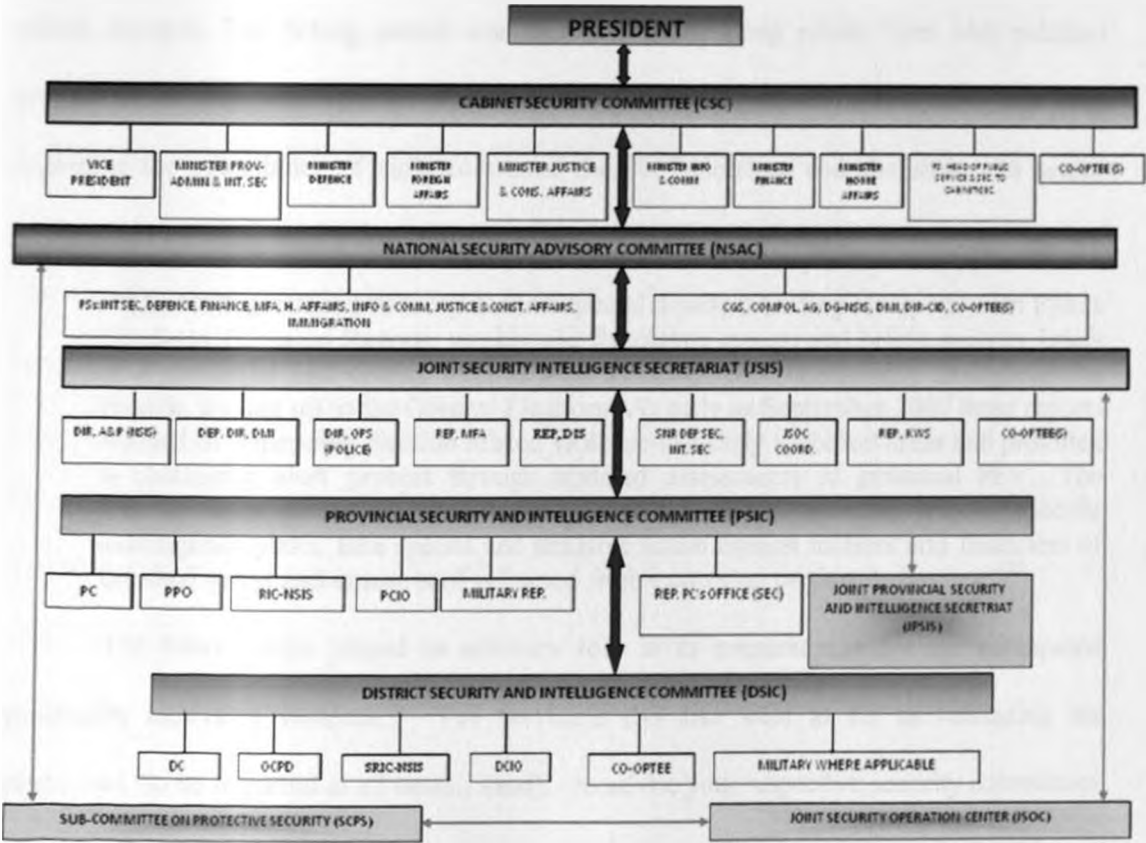 PRESIDENT
CABINET SECURITY COMMITTEE (CSC)
VICE
PRESIDENT
MINISTER PROV-
ADMIN & INT. SEC
MINISTER
DEFENCE
MINISTER
FOREIGN
AFFAIRS
MINISTER JUSTICE
& CONS. AFFAIRS
MINISTER INFO
& COMM
MINISTER
FINANCE
MINISTER
HOME
AFFAIRS
HEAD OF PUBLIC
SERVICE & SEC TO
CO-OPTEE(S)
NATIONAL SECURITY ADVISORY COMMITTEE (NSAC)
PS's INT SEC, DEFENCE, FINANCE, MFA, H. AFFAIRS, INFO & COMM, JUSTICE & CONST. AFFAIRS,
IMMIGRATION
CGS, COMPOL, AG, DG-NSIS, DMI, DIR-CID, CO-OPTEE(S)
JOINT SECURITY INTELLIGENCE SECRETARIAT (JSIS)
DIR, A&P (NSIS)
DEP, DIR, DMI
DIR, OPS
(POLICE)
REP, MFA
REP, DIS
SNR DEP SEC,
INT. SEC
JSOC
COORD.
REP, KWS
CO-OPTEE(S)
PROVINCIAL SECURITY AND INTELLIGENCE COMMITTEE (PSIC)
PC
PPO
RIC-NSIS
PCIO
MILITARY REP.
REP. PC's OFFICE (SEC)
JOINT PROVINCIAL SECURITY
AND INTELLIGENCE SECRETRIAT
(JPSIS)
DISTRICT SECURITY AND INTELLIGENCE COMMITTEE (DSIC)
DC
OCPD
SRIC-NSIS
DCIO
CO-OPTEE
MILITARY WHERE APPLICABLE
SUB-COMMITTEE ON PROTECTIVE SECURITY (SCPS)
JOINT SECURITY OPERATION CENTER (JSOC)